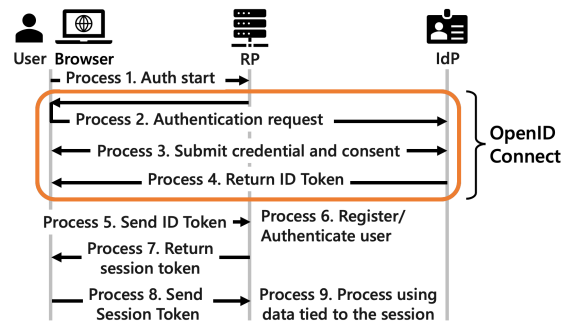 User Browser RP IdP
Process 1. Auth start
Process 2. Authentication request
Process 3. Submit credential and consent
Process 4. Return ID Token
OpenID
Connect
Process 5. Send ID Token
Process 6. Register/
Authenticate user
Process 7. Return
session token
Process 8. Send
Session Token
Process 9. Process using
data tied to the session